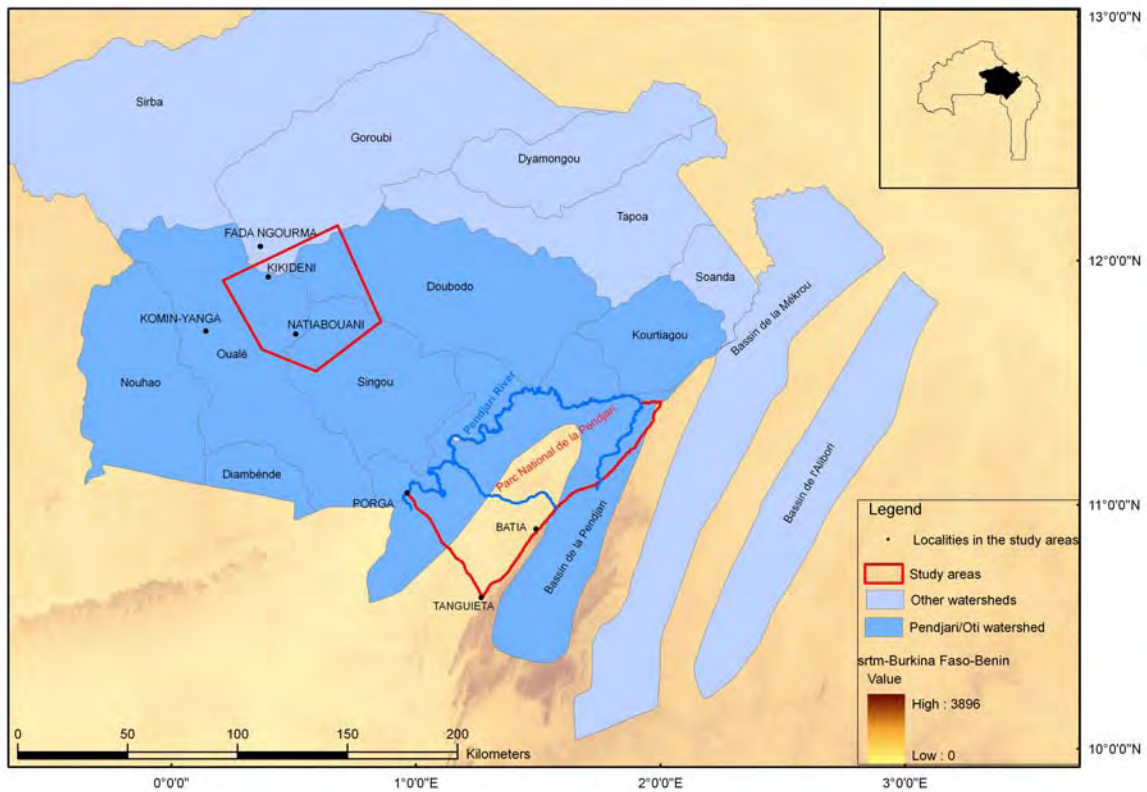 13°0'0"N
Sirba
Goroubi
Dyamongou
Tapoa
FADA NGOURMA
12°0'0"N
KIKIDENI
Soanda
Doubodo
Bassin de la Mékrou
KOMIN-YANGA
NATIABOUANI
Kourtiagou
Oualé
Nouhao
Singou
Pendjari River
Parc National de la Pendjari
Bassin de l'Alibori
Diambénde
PORGA
11°0'0"N
Legend
BATIA
Localities in the study areas
Bassin de la Pendjari
Study areas
TANGUIETA
Other watersheds
Pendjari/Oti watershed
srtm-Burkina Faso-Benin
Value
High : 3896
Low : 0
0 50 100 150 200
Kilometers
10°0'0"N
0°0'0" 1°0'0"E 2°0'0"E 3°0'0"E